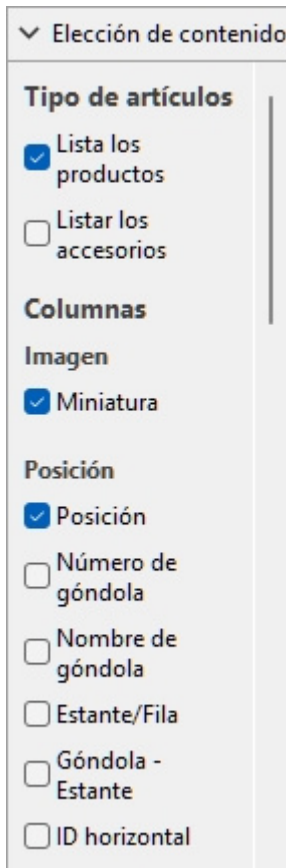 Elección de contenido
Tipo de artículos
Lista los
productos
Listar los
accesorios
Columnas
Imagen
Miniatura
Posición
Posición
Número de
góndola
Nombre de
góndola
Estante/Fila
Góndola -
Estante
ID horizontal